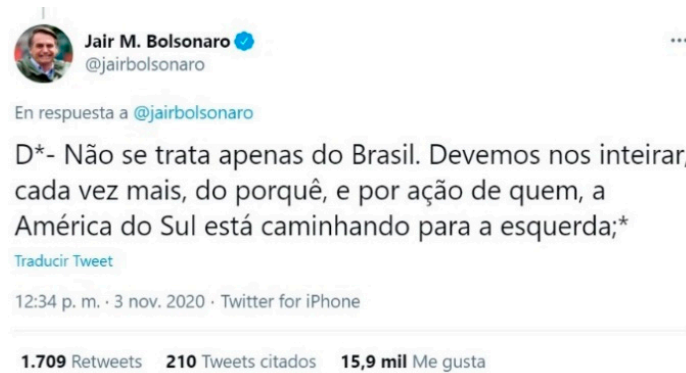 Jair M. Bolsonaro
@jairbolsonaro
En respuesta a @jairbolsonaro
D*- Não se trata apenas do Brasil. Devemos nos inteirar,
cada vez mais, do porquê, e por ação de quem, a
América do Sul está caminhando para a esquerda;*
Traducir Tweet
12:34 p. m. · 3 nov. 2020 · Twitter for iPhone
1.709 Retweets 210 Tweets citados 15,9 mil Me gusta